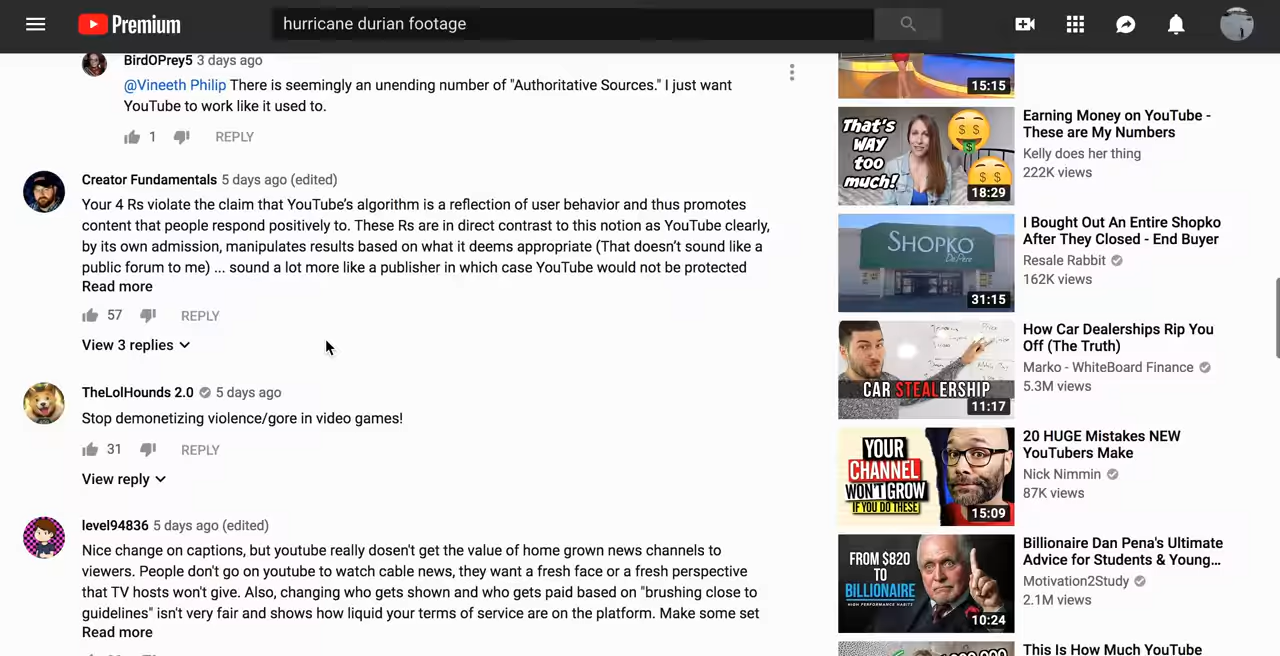 Premium
hurricane durian footage
BirdOPrey5 3 days ago
@Vineeth Philip There is seemingly an unending number of "Authoritative Sources." I just want
YouTube to work like it used to.
1 REPLY
Creator Fundamentals 5 days ago (edited)
Your 4 Rs violate the claim that YouTube's algorithm is a reflection of user behavior and thus promotes
content that people respond positively to. These Rs are in direct contrast to this notion as YouTube clearly,
by its own admission, manipulates results based on what it deems appropriate (That doesn't sound like a
public forum to me) ... sound a lot more like a publisher in which case YouTube would not be protected
Read more
57 REPLY
View 3 replies
TheLolHounds 2.0 5 days ago
Stop demonetizing violence/gore in video games!
31 REPLY
View reply
level94836 5 days ago (edited)
Nice change on captions, but youtube really dosen't get the value of home grown news channels to
viewers. People don't go on youtube to watch cable news, they want a fresh face or a fresh perspective
that TV hosts won't give. Also, changing who gets shown and who gets paid based on "brushing close to
guidelines" isn't very fair and shows how liquid your terms of service are on the platform. Make some set
Read more
15:15
That's
WAY
too
much!
18:29
Earning Money on YouTube -
These are My Numbers
Kelly does her thing
222K views
SHOPKO
31:15
I Bought Out An Entire Shopko
After They Closed - End Buyer
Resale Rabbit
162K views
CAR STEALERSHIP
11:17
How Car Dealerships Rip You
Off (The Truth)
Marko - WhiteBoard Finance
5.3M views
YOUR
CHANNEL
WON'T GROW
IF YOU DO THESE
15:09
20 HUGE Mistakes NEW
YouTubers Make
Nick Nimmin
87K views
FROM $820
TO
BILLIONAIRE
HIGH PERFORMANCE HABITS
10:24
Billionaire Dan Pena's Ultimate
Advice for Students & Young...
Motivation2Study
2.1M views
This Is How Much YouTube